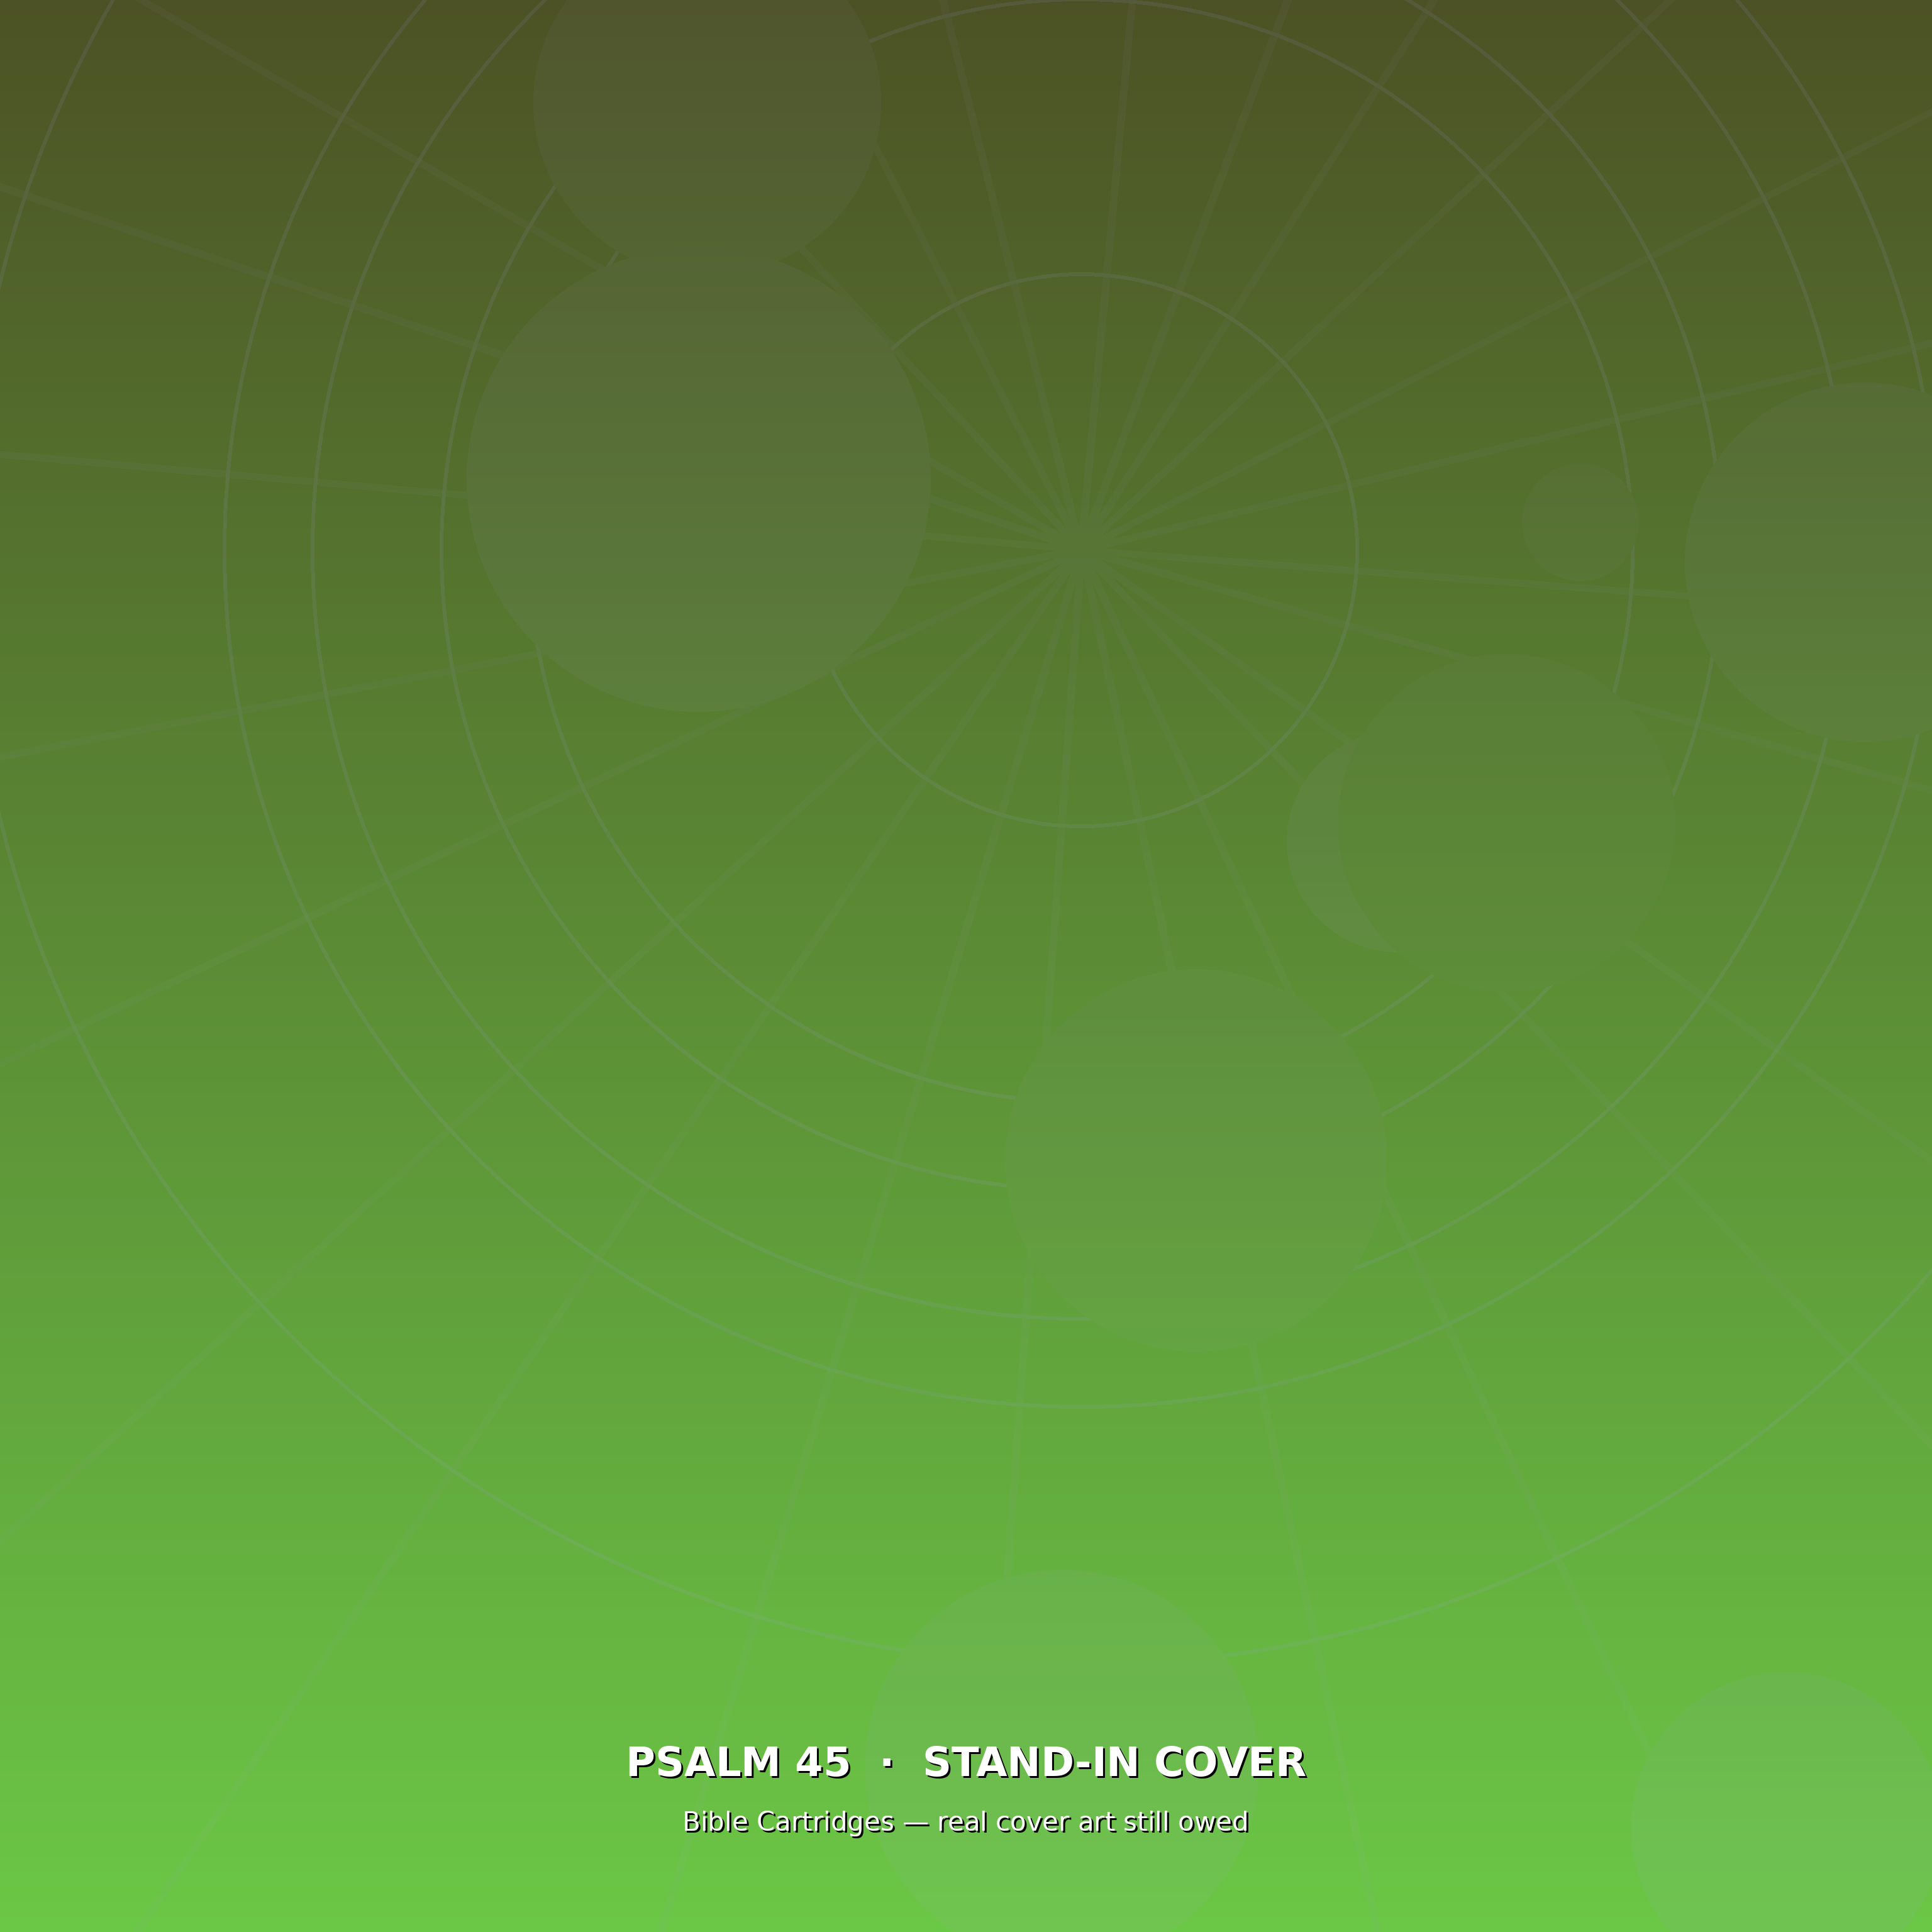 PSALM 45 · STAND-IN COVER
Bible Cartridges — real cover art still owed